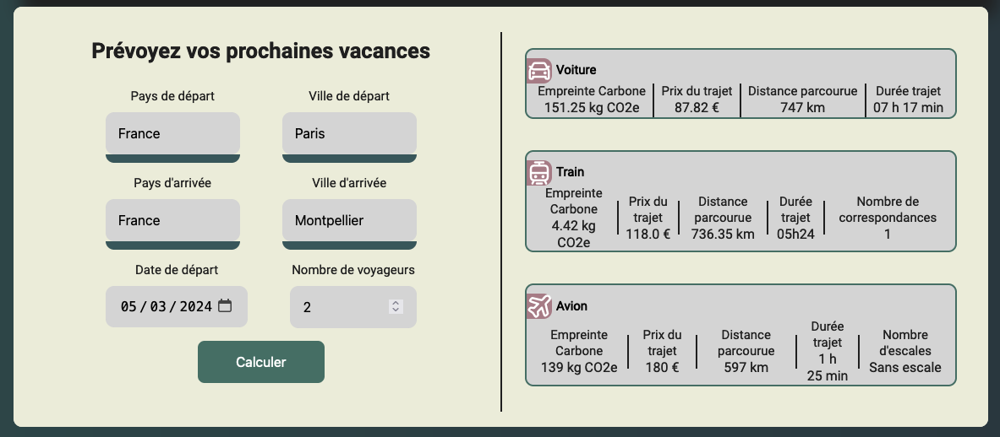 Prévoyez vos prochaines vacances
Pays de départ
Ville de départ
France
Paris
Pays d'arrivée
Ville d'arrivée
France
Montpellier
Date de départ
Nombre de voyageurs
05/03/2024
2
Calculer
Voiture
Empreinte Carbone
151.25 kg CO2e
Prix du trajet
87.82 €
Distance parcourue
747 km
Durée trajet
07 h 17 min
Train
Empreinte
Carbone
4.42 kg
CO2e
Prix du
trajet
118.0 €
Distance
parcourue
736.35 km
Durée
trajet
05h24
Nombre de
correspondances
1
Avion
Empreinte
Carbone
139 kg CO2e
Prix du
trajet
180 €
Distance
parcourue
597 km
Durée
trajet
1 h
25 min
Nombre
d'escales
Sans escale